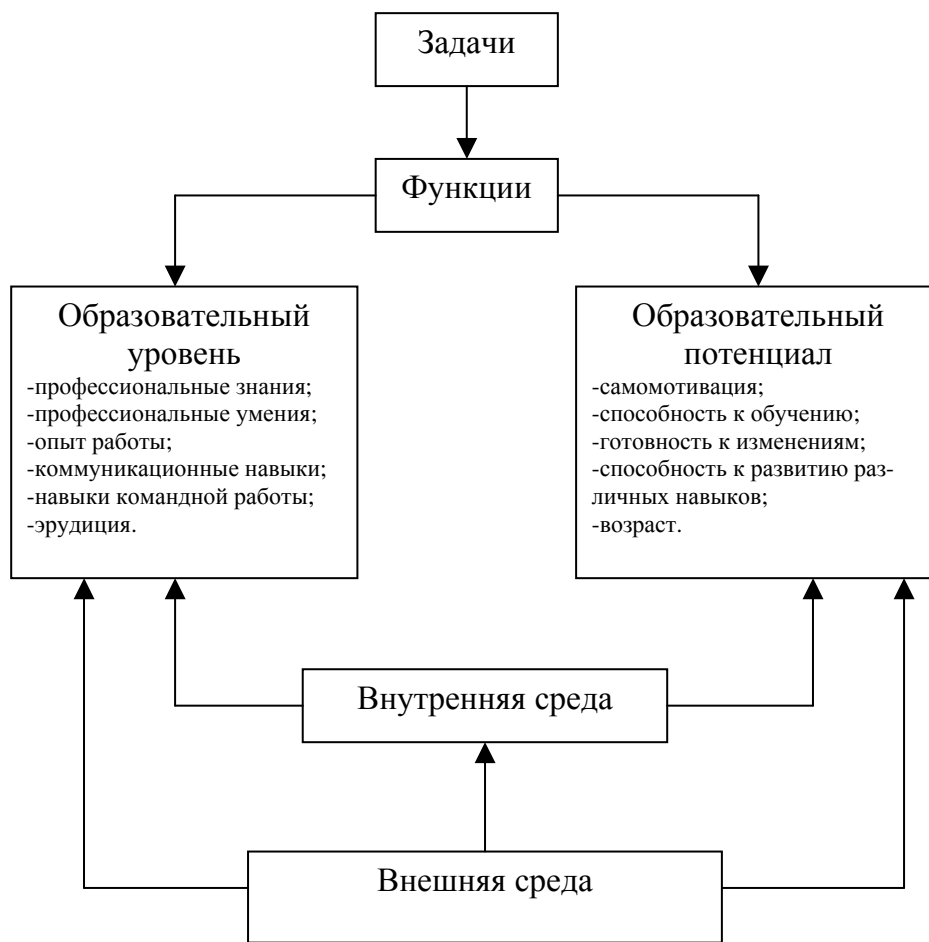 Задачи
Функции
Образовательный
уровень
-профессиональные знания;
-профессиональные умения;
-опыт работы;
-коммуникационные навыки;
-навыки командной работы;
-эрудиция.
Образовательный
потенциал
-самомотивация;
-способность к обучению;
-готовность к изменениям;
-способность к развитию раз-
личных навыков;
-возраст.
Внутренняя среда
Внешняя среда